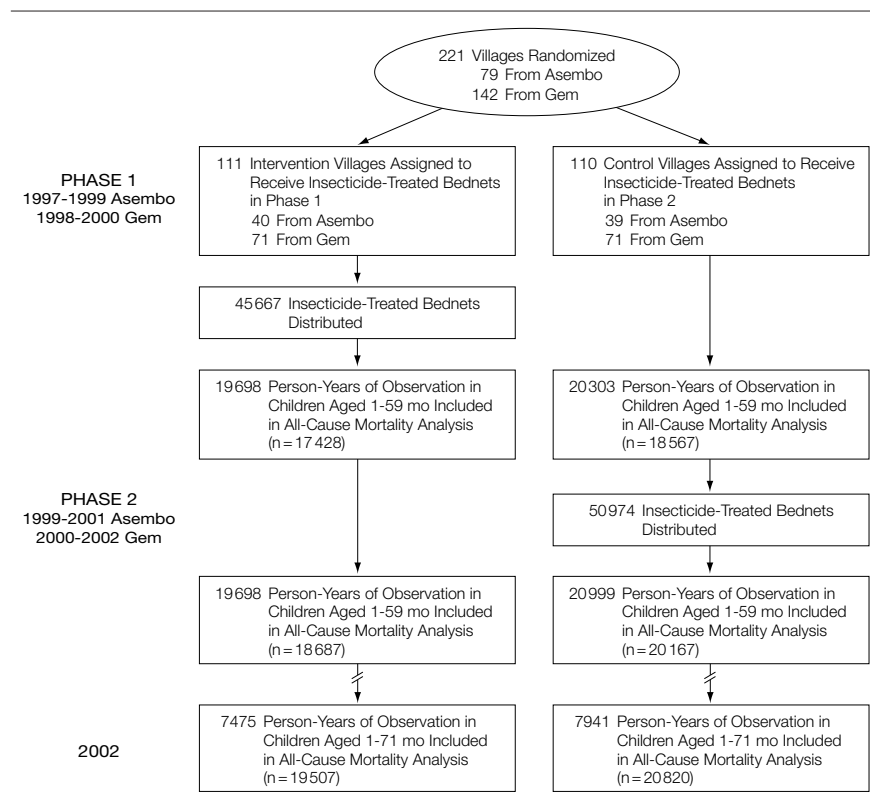 221 Villages Randomized
79 From Asembo
142 From Gem
PHASE 1
1997-1999 Asembo
1998-2000 Gem
111 Intervention Villages Assigned to
Receive Insecticide-Treated Bednets
in Phase 1
40 From Asembo
71 From Gem
110 Control Villages Assigned to Receive
Insecticide-Treated Bednets
in Phase 2
39 From Asembo
71 From Gem
45667 Insecticide-Treated Bednets
Distributed
19698 Person-Years of Observation in
Children Aged 1-59 mo Included
in All-Cause Mortality Analysis
(n=17428)
20303 Person-Years of Observation in
Children Aged 1-59 mo Included
in All-Cause Mortality Analysis
(n=18567)
PHASE 2
1999-2001 Asembo
2000-2002 Gem
50974 Insecticide-Treated Bednets
Distributed
19698 Person-Years of Observation in
Children Aged 1-59 mo Included
in All-Cause Mortality Analysis
(n=18687)
20999 Person-Years of Observation in
Children Aged 1-59 mo Included
in All-Cause Mortality Analysis
(n=20167)
2002
7475 Person-Years of Observation in
Children Aged 1-71 mo Included
in All-Cause Mortality Analysis
(n=19507)
7941 Person-Years of Observation in
Children Aged 1-71 mo Included
in All-Cause Mortality Analysis
(n=20820)